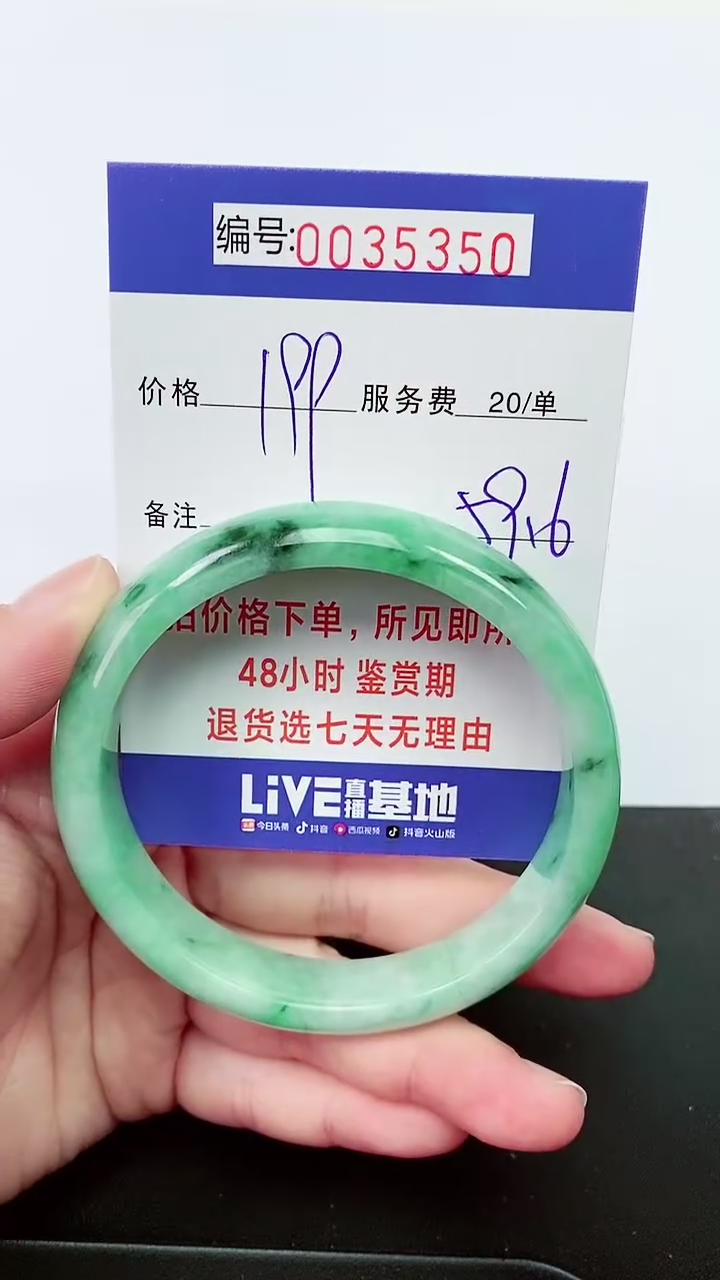 编号:0035350
价格 199 服务费 20/单
备注 59.6
价格下单，所见即所
48小时 鉴赏期
退货选七天无理由
LiVE直播基地
今日头条 抖音 西瓜视频 抖音火山版